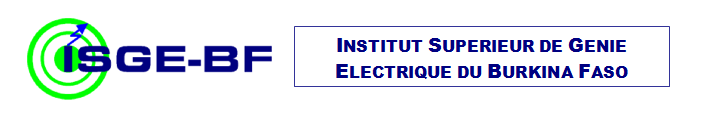 ISGE-BF
INSTITUT SUPERIEUR DE GENIE
ELECTRIQUE DU BURKINA FASO